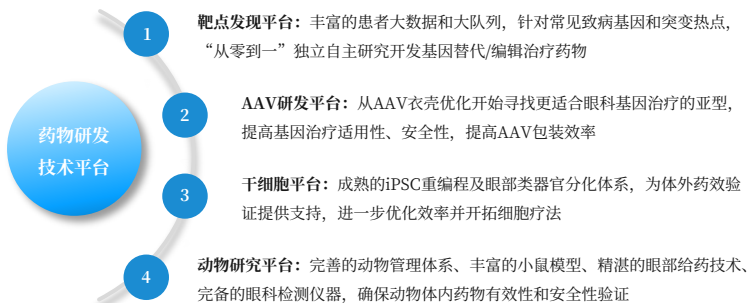 药物研发
技术平台
1
靶点发现平台：丰富的患者大数据和大队列，针对常见致病基因和突变热点，
“从零到一”独立自主研究开发基因替代/编辑治疗药物
2
AAV研发平台：从AAV衣壳优化开始寻找更适合眼科基因治疗的亚型，
提高基因治疗适用性、安全性，提高AAV包装效率
3
干细胞平台：成熟的iPSC重编程及眼部类器官分化体系，为体外药效验
证提供支持，进一步优化效率并开拓细胞疗法
4
动物研究平台：完善的动物管理体系、丰富的小鼠模型、精湛的眼部给药技术、
完备的眼科检测仪器，确保动物体内药物有效性和安全性验证